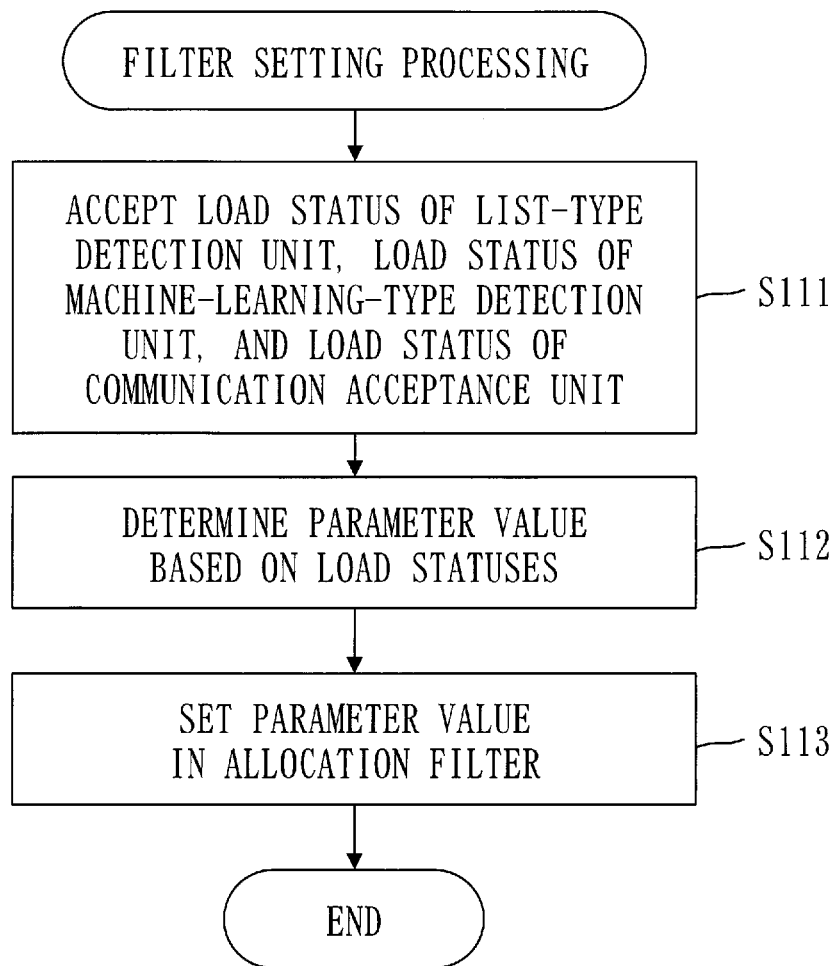 FILTER SETTING PROCESSING
ACCEPT LOAD STATUS OF LIST-TYPE
DETECTION UNIT, LOAD STATUS OF
MACHINE-LEARNING-TYPE DETECTION
UNIT, AND LOAD STATUS OF
COMMUNICATION ACCEPTANCE UNIT
S111
DETERMINE PARAMETER VALUE
BASED ON LOAD STATUSES
S112
SET PARAMETER VALUE
IN ALLOCATION FILTER
S113
END